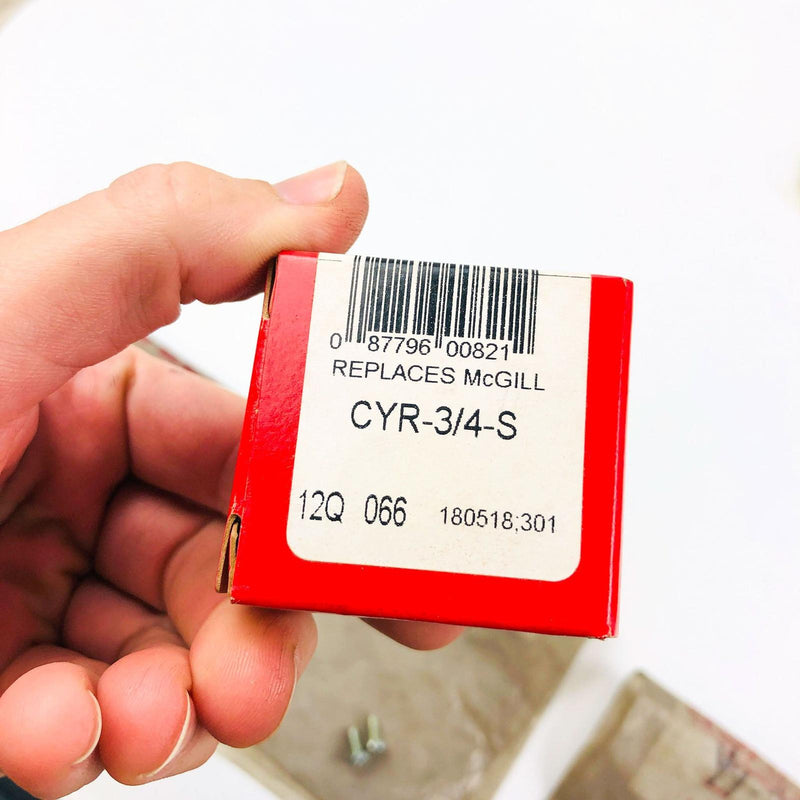 0 87796 00821
REPLACES McGILL
CYR-3/4-S
12Q 066 180518;301